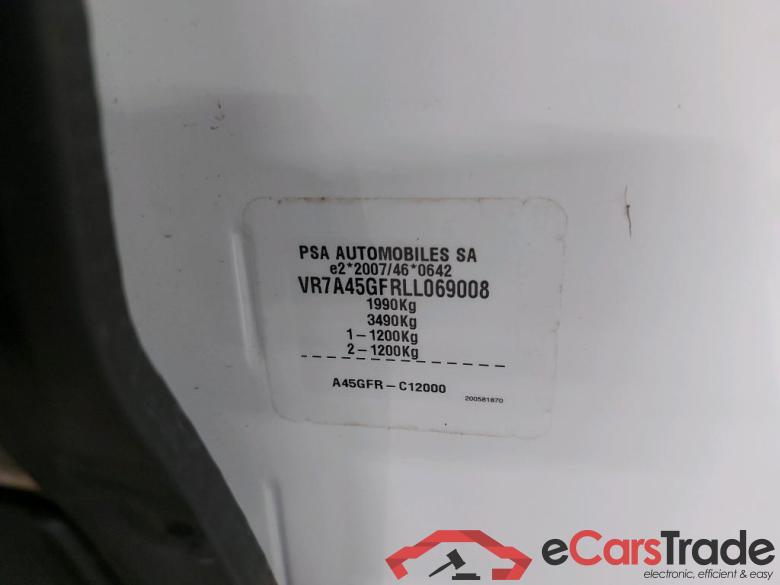 PSA AUTOMOBILES SA
e2*2007/46*0642
VR7A45GFRLL069008
1990Kg
3490Kg
1-1200Kg
2-1200Kg
A45GFR-C12000
200581870
eCarsTrade
electronic, efficient & easy